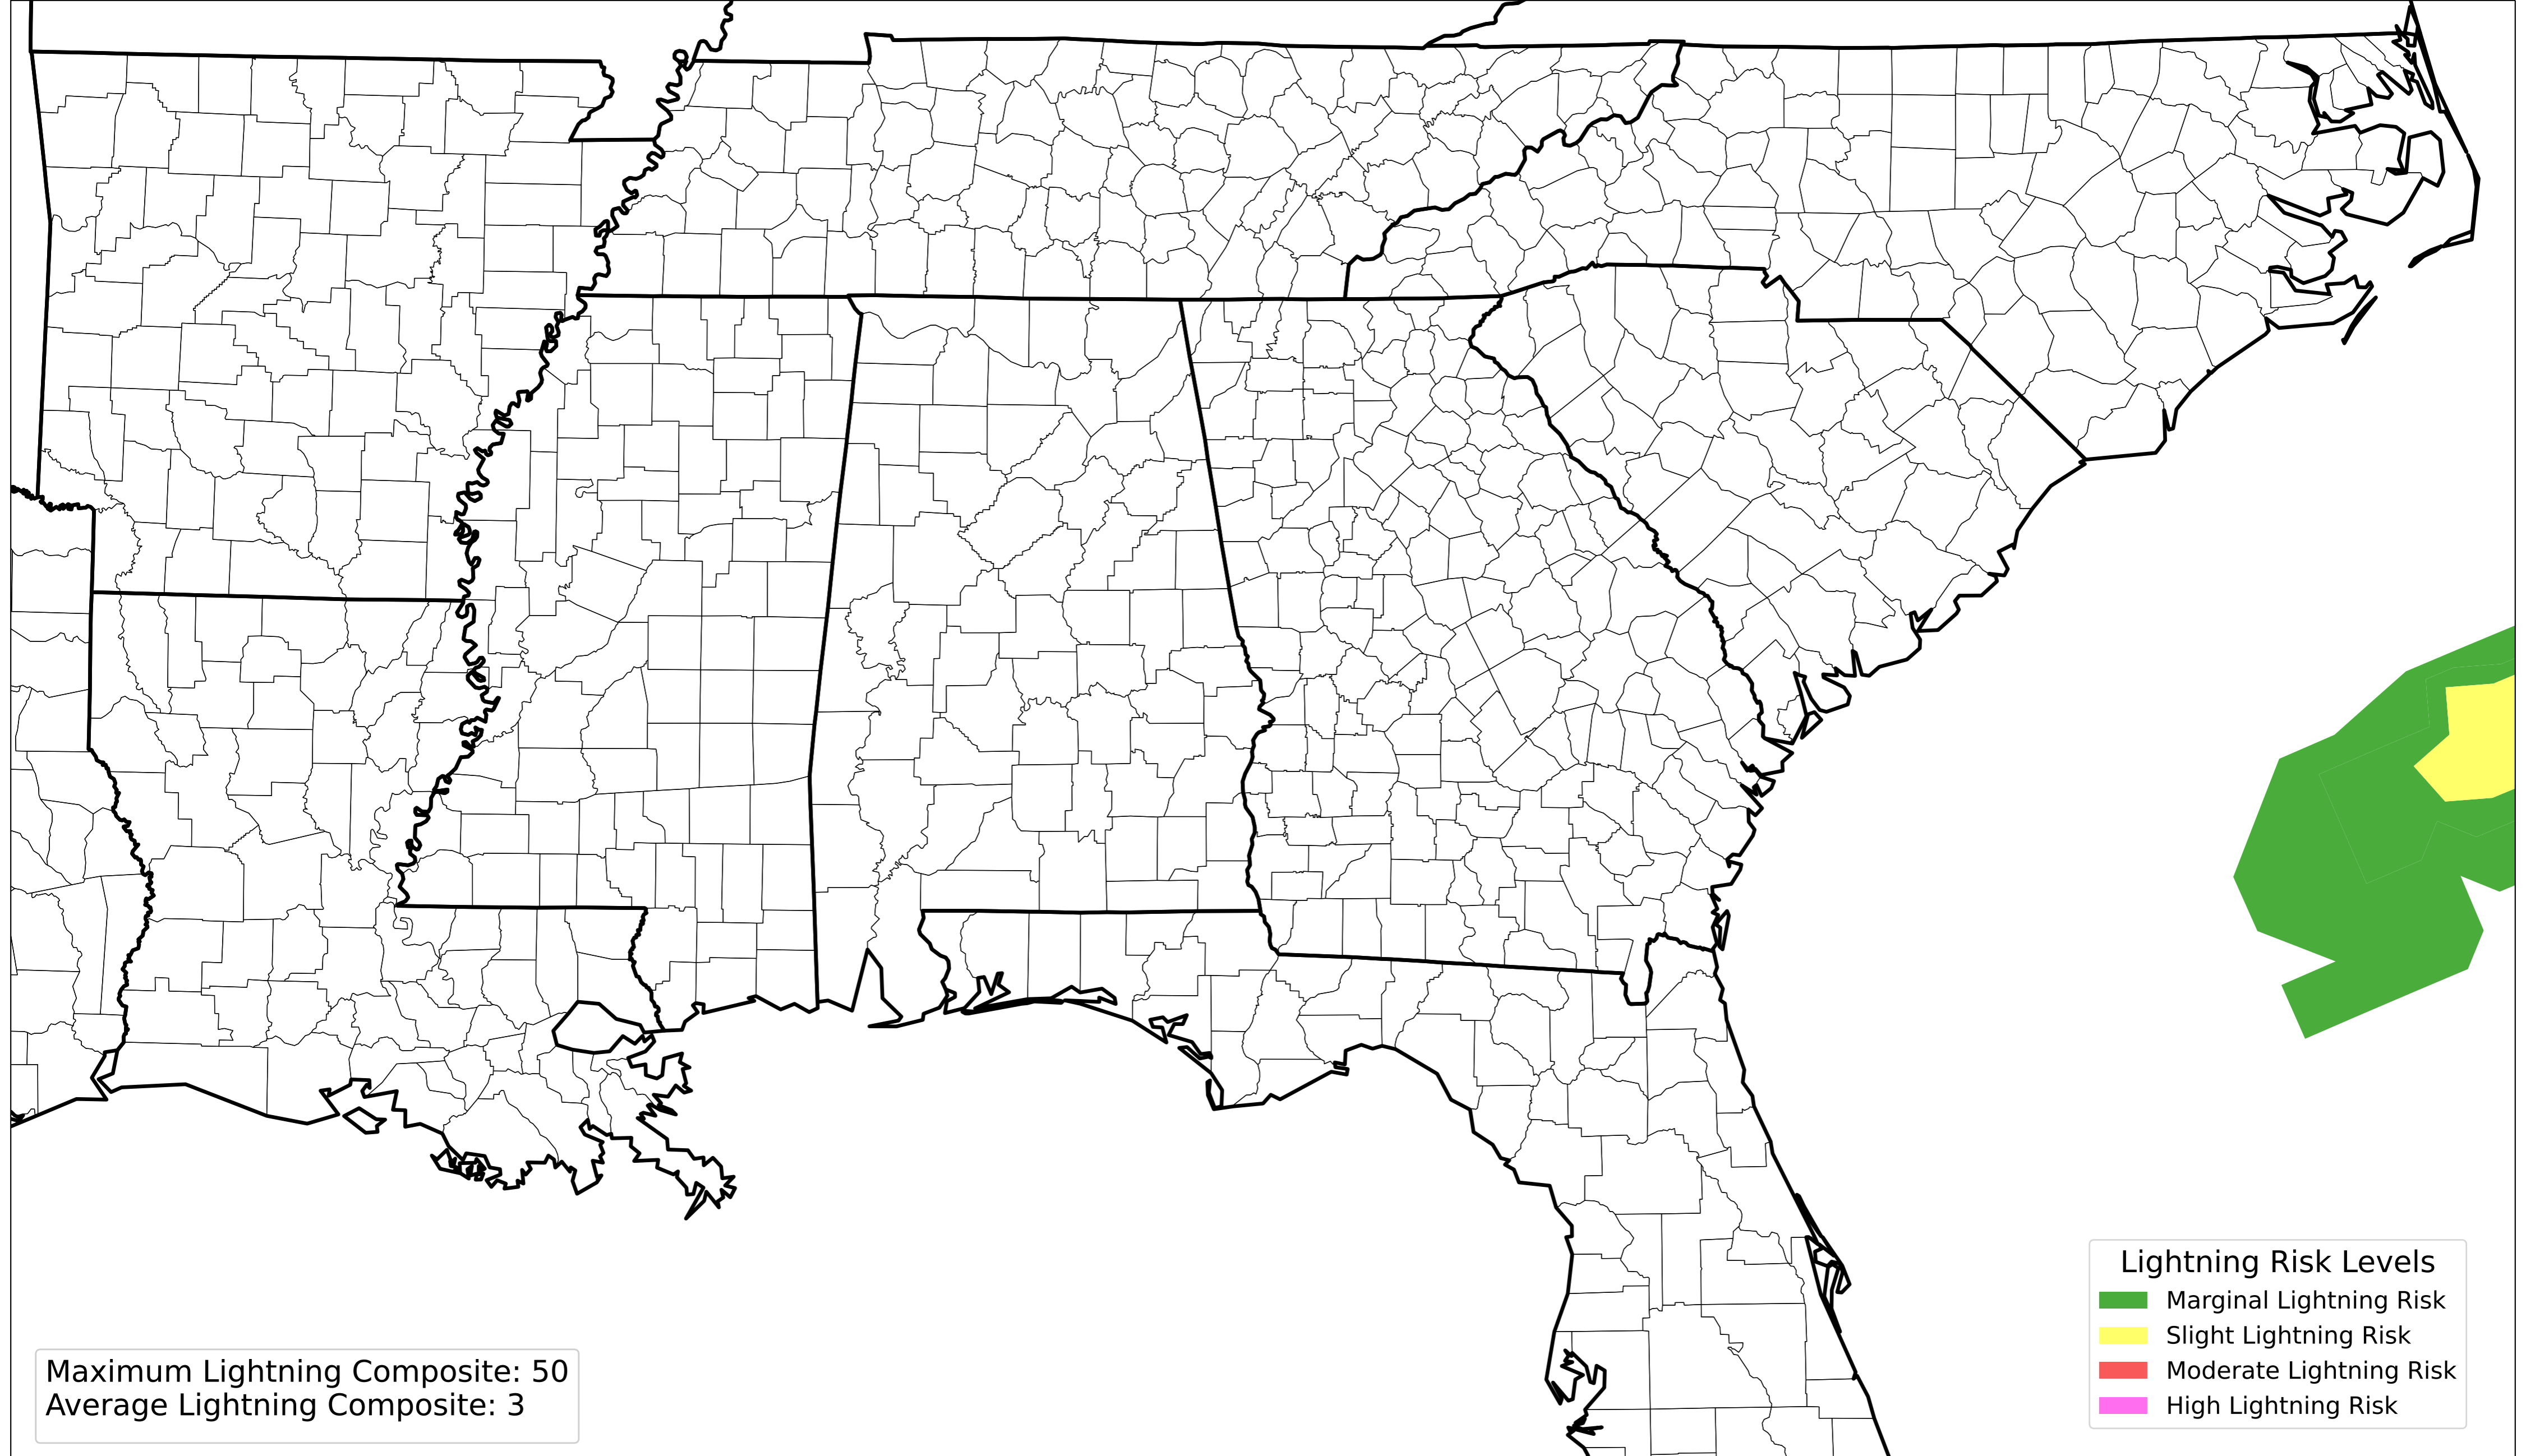 Lightning Risk Levels
Marginal Lightning Risk
Slight Lightning Risk
Moderate Lightning Risk
High Lightning Risk
Maximum Lightning Composite: 50
Average Lightning Composite: 3